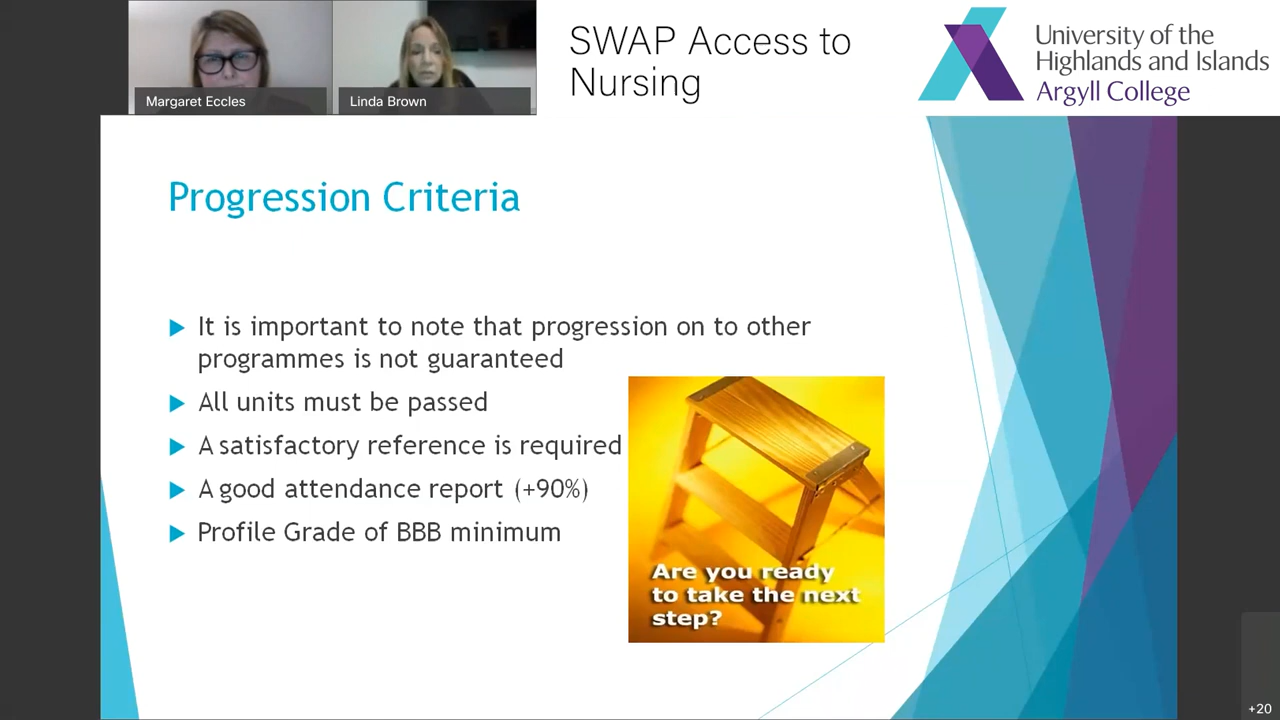 Margaret Eccles
Linda Brown
SWAP Access to
Nursing
University of the
Highlands and Islands
Argyll College
Progression Criteria
It is important to note that progression on to other
programmes is not guaranteed
All units must be passed
A satisfactory reference is required
A good attendance report (+90%)
Profile Grade of BBB minimum
Are you ready
to take the next
step?
+20